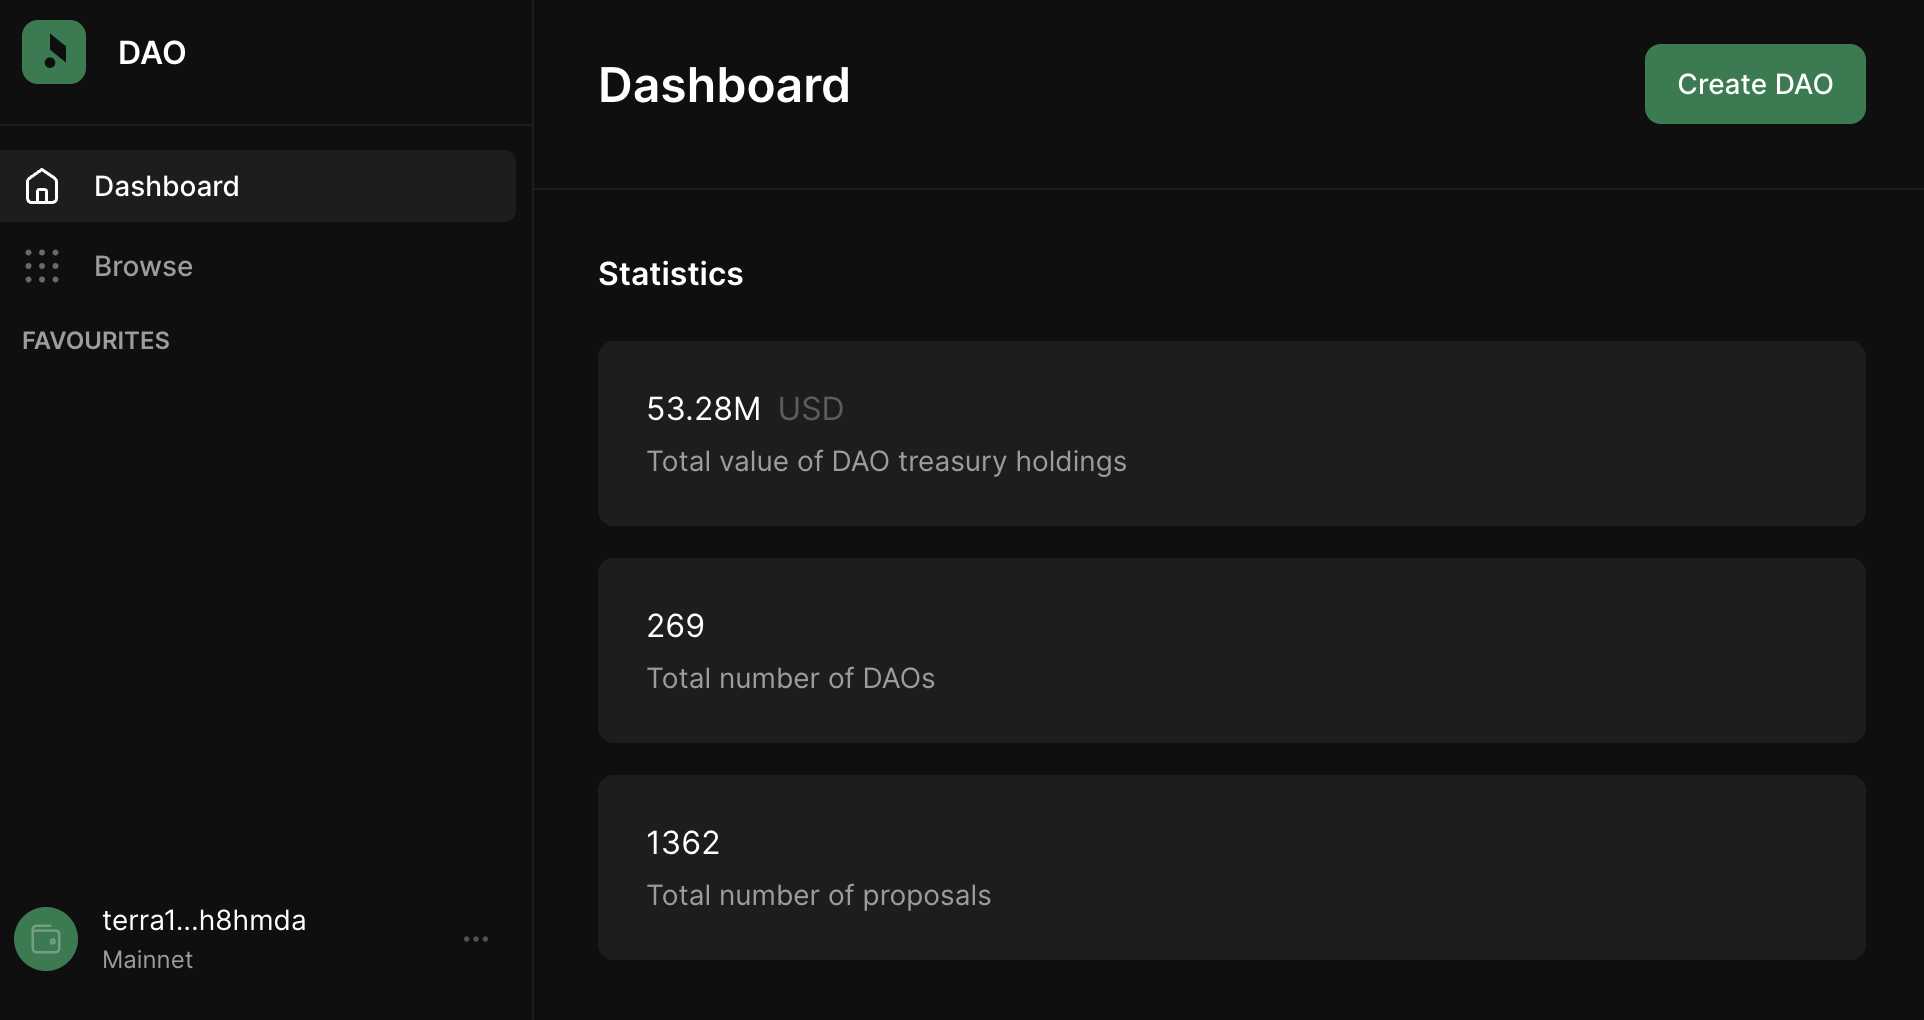 DAO
Dashboard
Browse
FAVOURITES
terra1...h8hmda
Mainnet
Dashboard
Create DAO
Statistics
53.28M USD
Total value of DAO treasury holdings
269
Total number of DAOs
1362
Total number of proposals